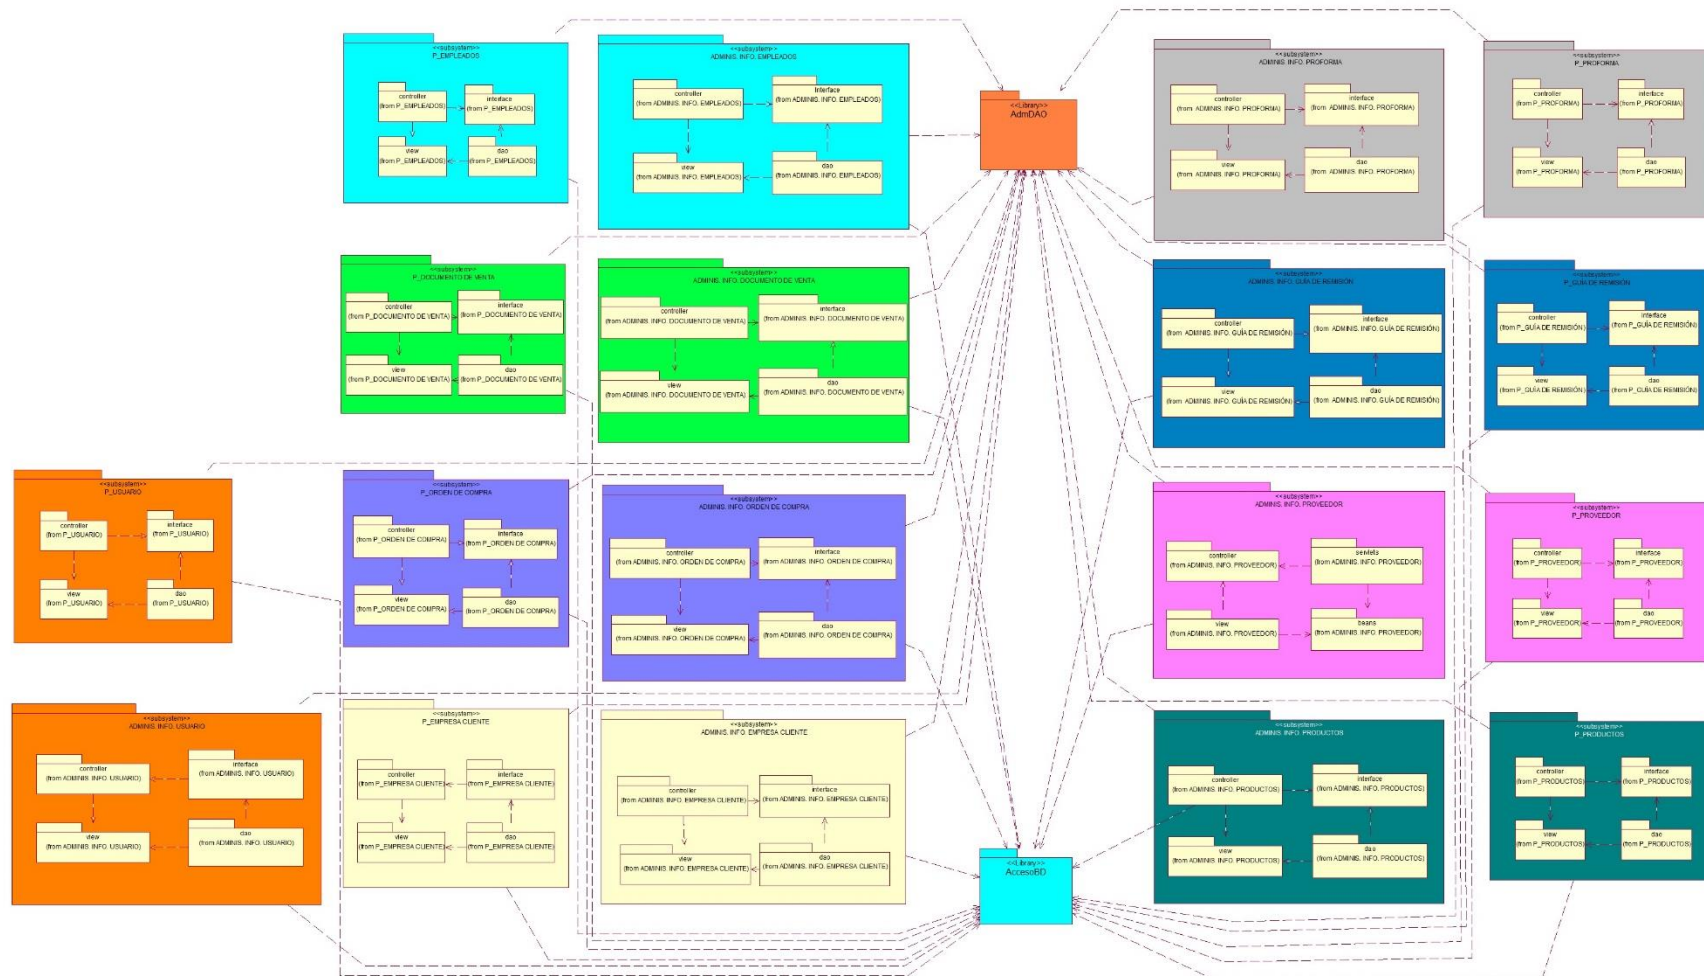 <<subsystem>>
P_EMPLEADOS
controller
(from P_EMPLEADOS)
interface
(from P_EMPLEADOS)
view
(from P_EMPLEADOS)
dao
(from P_EMPLEADOS)
<<subsystem>>
ADMINIS. INFO. EMPLEADOS
controller
(from ADMINIS. INFO. EMPLEADOS)
Interface
(from ADMINIS. INFO. EMPLEADOS)
view
(from ADMINIS. INFO. EMPLEADOS)
dao
(from ADMINIS. INFO. EMPLEADOS)
<<Library>>
AdmDAO
<<subsystem>>
ADMINIS. INFO. PROFORMA
controller
(from ADMINIS. INFO. PROFORMA)
interface
(from ADMINIS. INFO. PROFORMA)
view
(from ADMINIS. INFO. PROFORMA)
dao
(from ADMINIS. INFO. PROFORMA)
<<subsystem>>
P_PROFORMA
controller
(from P_PROFORMA)
interface
(from P_PROFORMA)
view
(from P_PROFORMA)
dao
(from P_PROFORMA)
<<subsystem>>
P_DOCUMENTO DE VENTA
controller
(from P_DOCUMENTO DE VENTA)
interface
(from P_DOCUMENTO DE VENTA)
view
(from P_DOCUMENTO DE VENTA)
dao
(from P_DOCUMENTO DE VENTA)
<<subsystem>>
ADMINIS. INFO. DOCUMENTO DE VENTA
controller
(from ADMINIS. INFO. DOCUMENTO DE VENTA)
interface
(from ADMINIS. INFO. DOCUMENTO DE VENTA)
view
(from ADMINIS. INFO. DOCUMENTO DE VENTA)
dao
(from ADMINIS. INFO. DOCUMENTO DE VENTA)
<<subsystem>>
ADMINIS. INFO. GUÍA DE REMISIÓN
controller
(from ADMINIS. INFO. GUÍA DE REMISIÓN)
interface
(from ADMINIS. INFO. GUÍA DE REMISIÓN)
view
(from ADMINIS. INFO. GUÍA DE REMISIÓN)
dao
(from ADMINIS. INFO. GUÍA DE REMISIÓN)
<<subsystem>>
P_GUÍA DE REMISIÓN
controller
(from P_GUÍA DE REMISIÓN)
interface
(from P_GUÍA DE REMISIÓN)
view
(from P_GUÍA DE REMISIÓN)
dao
(from P_GUÍA DE REMISIÓN)
<<subsystem>>
P_USUARIO
controller
(from P_USUARIO)
interface
(from P_USUARIO)
view
(from P_USUARIO)
dao
(from P_USUARIO)
<<subsystem>>
P_ORDEN DE COMPRA
controller
(from P_ORDEN DE COMPRA)
interface
(from P_ORDEN DE COMPRA)
view
(from P_ORDEN DE COMPRA)
dao
(from P_ORDEN DE COMPRA)
<<subsystem>>
ADMINIS. INFO. ORDEN DE COMPRA
controller
(from ADMINIS. INFO. ORDEN DE COMPRA)
interface
(from ADMINIS. INFO. ORDEN DE COMPRA)
view
(from ADMINIS. INFO. ORDEN DE COMPRA)
dao
(from ADMINIS. INFO. ORDEN DE COMPRA)
<<subsystem>>
ADMINIS. INFO. PROVEEDOR
controller
(from ADMINIS. INFO. PROVEEDOR)
servlets
(from ADMINIS. INFO. PROVEEDOR)
view
(from ADMINIS. INFO. PROVEEDOR)
beans
(from ADMINIS. INFO. PROVEEDOR)
<<subsystem>>
P_PROVEEDOR
controller
(from P_PROVEEDOR)
interface
(from P_PROVEEDOR)
view
(from P_PROVEEDOR)
dao
(from P_PROVEEDOR)
<<subsystem>>
ADMINIS. INFO. USUARIO
controller
(from ADMINIS. INFO. USUARIO)
interface
(from ADMINIS. INFO. USUARIO)
view
(from ADMINIS. INFO. USUARIO)
dao
(from ADMINIS. INFO. USUARIO)
<<subsystem>>
P_EMPRESA CLIENTE
controller
(from P_EMPRESA CLIENTE)
interface
(from P_EMPRESA CLIENTE)
view
(from P_EMPRESA CLIENTE)
dao
(from P_EMPRESA CLIENTE)
<<subsystem>>
ADMINIS. INFO. EMPRESA CLIENTE
controller
(from ADMINIS. INFO. EMPRESA CLIENTE)
interface
(from ADMINIS. INFO. EMPRESA CLIENTE)
view
(from ADMINIS. INFO. EMPRESA CLIENTE)
dao
(from ADMINIS. INFO. EMPRESA CLIENTE)
<<Library>>
AccesoBD
<<subsystem>>
ADMINIS. INFO. PRODUCTOS
controller
(from ADMINIS. INFO. PRODUCTOS)
interface
(from ADMINIS. INFO. PRODUCTOS)
view
(from ADMINIS. INFO. PRODUCTOS)
dao
(from ADMINIS. INFO. PRODUCTOS)
<<subsystem>>
P_PRODUCTOS
controller
(from P_PRODUCTOS)
interface
(from P_PRODUCTOS)
view
(from P_PRODUCTOS)
dao
(from P_PRODUCTOS)